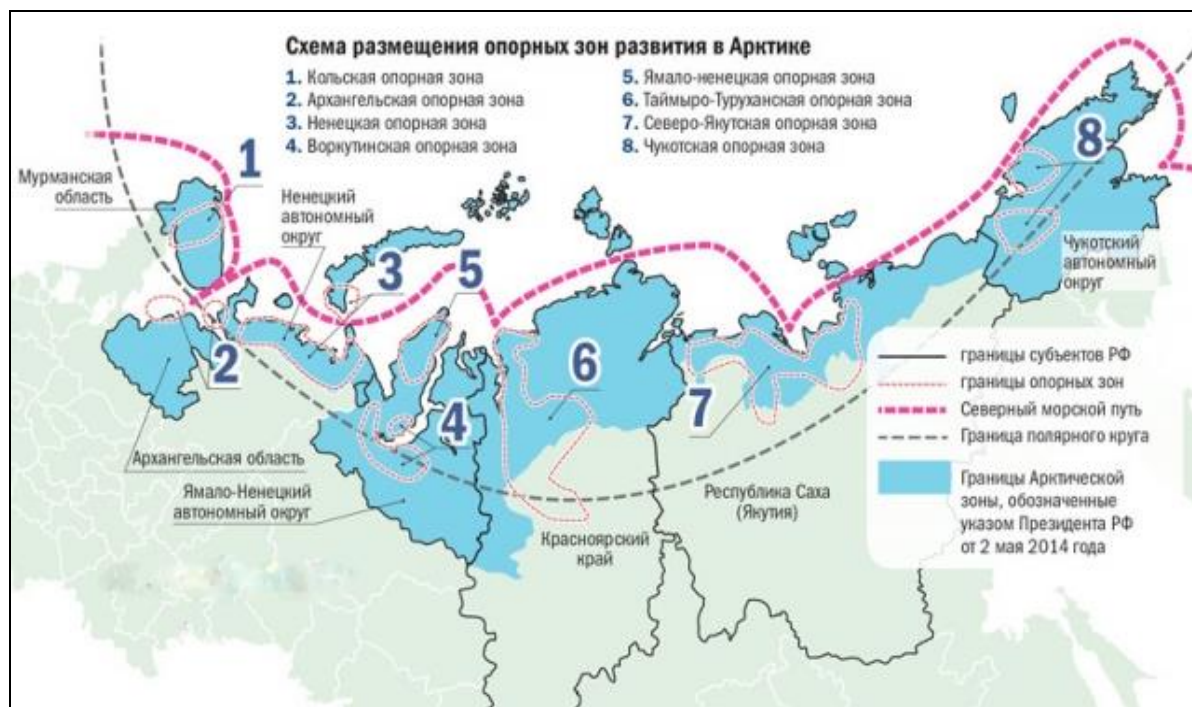 Схема размещения опорных зон развития в Арктике
1. Кольская опорная зона
2. Архангельская опорная зона
3. Ненецкая опорная зона
4. Воркутинская опорная зона
5. Ямало-ненецкая опорная зона
6. Таймыро-Туруханская опорная зона
7. Северо-Якутская опорная зона
8. Чукотская опорная зона
1
Мурманская
область
Ненецкий
автономный
округ
3
5
2
4
6
7
8
Чукотский
автономный
округ
Архангельская область
Ямало-Ненецкий
автономный округ
Красноярский
край
Республика Саха
(Якутия)
границы субъектов РФ
границы опорных зон
Северный морской путь
Граница полярного круга
Границы Арктической
зоны, обозначенные
указом Президента РФ
от 2 мая 2014 года